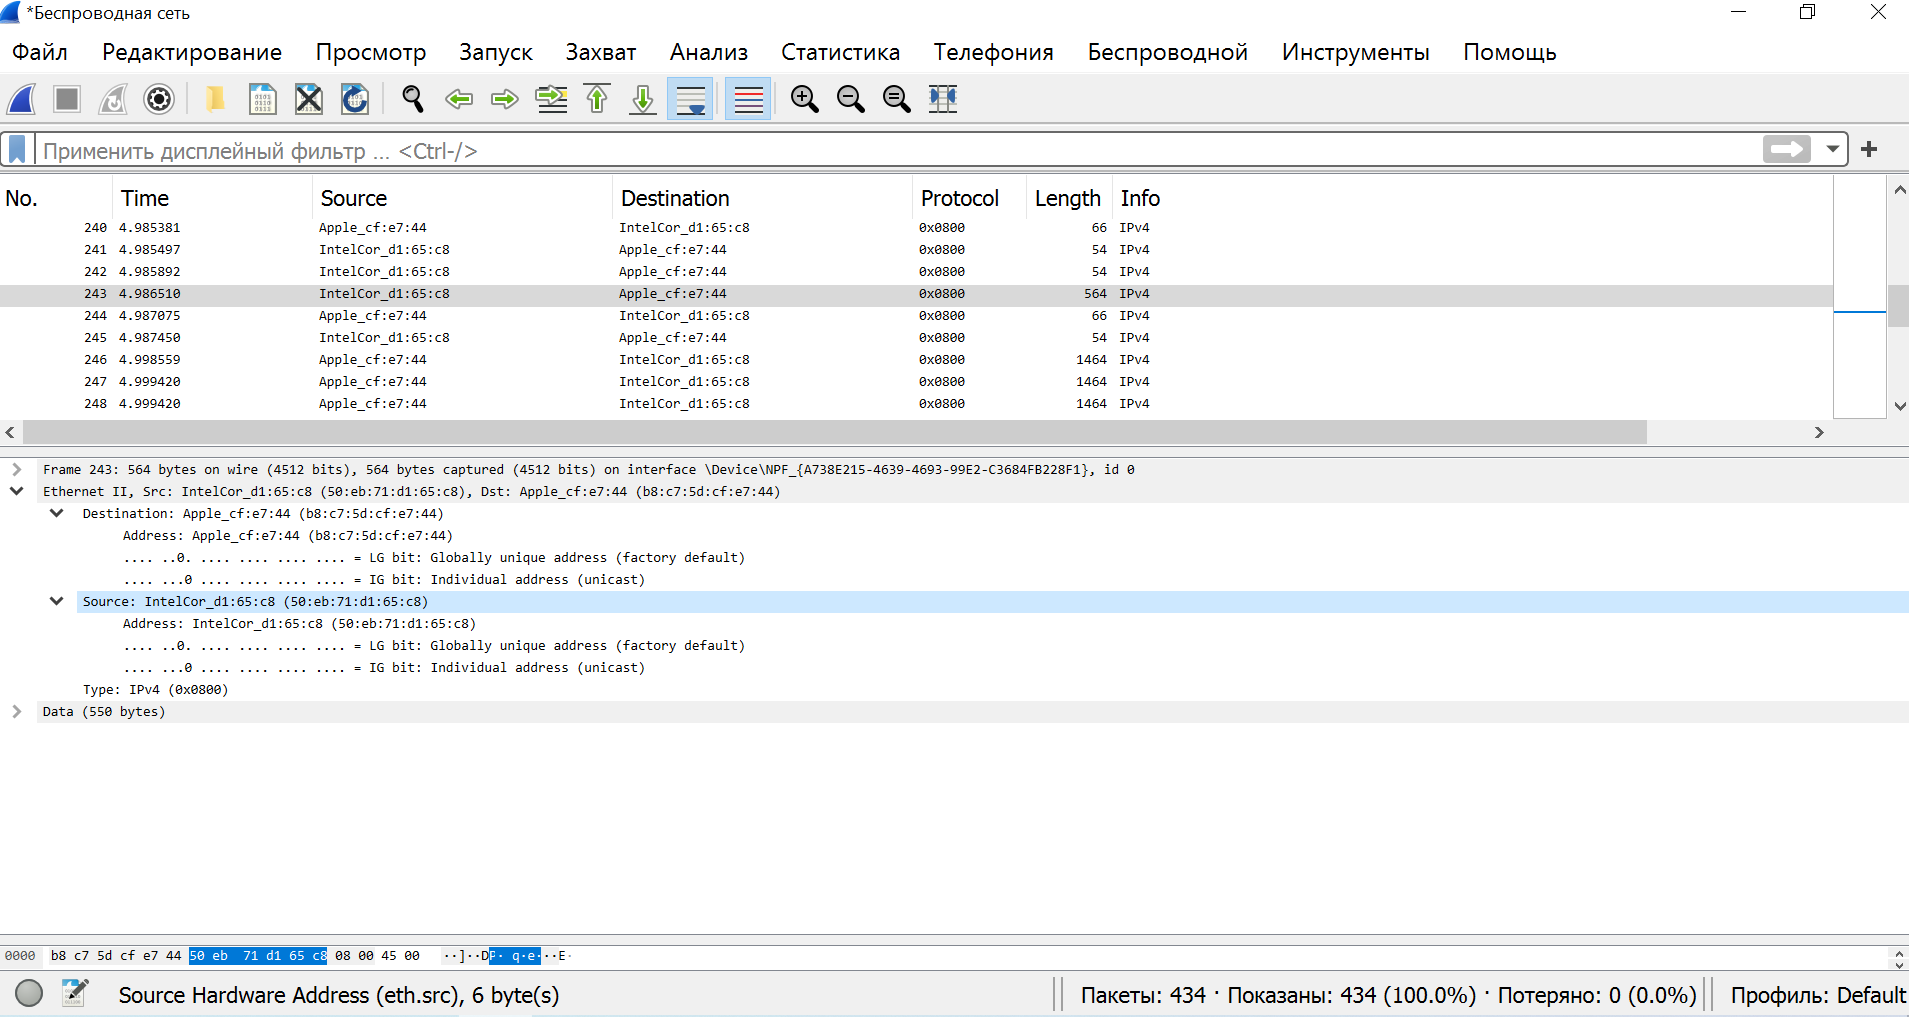 *Беспроводная сеть
Файл Редактирование Просмотр Запуск Захват Анализ Статистика Телефония Беспроводной Инструменты Помощь
Применить дисплейный фильтр ... <Ctrl-/>
No. Time Source Destination Protocol Length Info
240 4.985381 Apple_cf:e7:44 IntelCor_d1:65:c8 0x0800 66 IPv4
241 4.985497 IntelCor_d1:65:c8 Apple_cf:e7:44 0x0800 54 IPv4
242 4.985892 IntelCor_d1:65:c8 Apple_cf:e7:44 0x0800 54 IPv4
243 4.986510 IntelCor_d1:65:c8 Apple_cf:e7:44 0x0800 564 IPv4
244 4.987075 Apple_cf:e7:44 IntelCor_d1:65:c8 0x0800 66 IPv4
245 4.987450 IntelCor_d1:65:c8 Apple_cf:e7:44 0x0800 54 IPv4
246 4.998559 Apple_cf:e7:44 IntelCor_d1:65:c8 0x0800 1464 IPv4
247 4.999420 Apple_cf:e7:44 IntelCor_d1:65:c8 0x0800 1464 IPv4
248 4.999420 Apple_cf:e7:44 IntelCor_d1:65:c8 0x0800 1464 IPv4
Frame 243: 564 bytes on wire (4512 bits), 564 bytes captured (4512 bits) on interface \Device\NPF_{A738E215-4639-4693-99E2-C3684FB228F1}, id 0
Ethernet II, Src: IntelCor_d1:65:c8 (50:eb:71:d1:65:c8), Dst: Apple_cf:e7:44 (b8:c7:5d:cf:e7:44)
Destination: Apple_cf:e7:44 (b8:c7:5d:cf:e7:44)
Address: Apple_cf:e7:44 (b8:c7:5d:cf:e7:44)
.... ..0. .... .... .... .... = LG bit: Globally unique address (factory default)
.... ...0 .... .... .... .... = IG bit: Individual address (unicast)
Source: IntelCor_d1:65:c8 (50:eb:71:d1:65:c8)
Address: IntelCor_d1:65:c8 (50:eb:71:d1:65:c8)
.... ..0. .... .... .... .... = LG bit: Globally unique address (factory default)
.... ...0 .... .... .... .... = IG bit: Individual address (unicast)
Type: IPv4 (0x0800)
Data (550 bytes)
0000 b8 c7 5d cf e7 44 50 eb 71 d1 65 c8 08 00 45 00 ··]··DP· q·e···E·
Source Hardware Address (eth.src), 6 byte(s) Пакеты: 434 · Показаны: 434 (100.0%) · Потеряно: 0 (0.0%) Профиль: Default